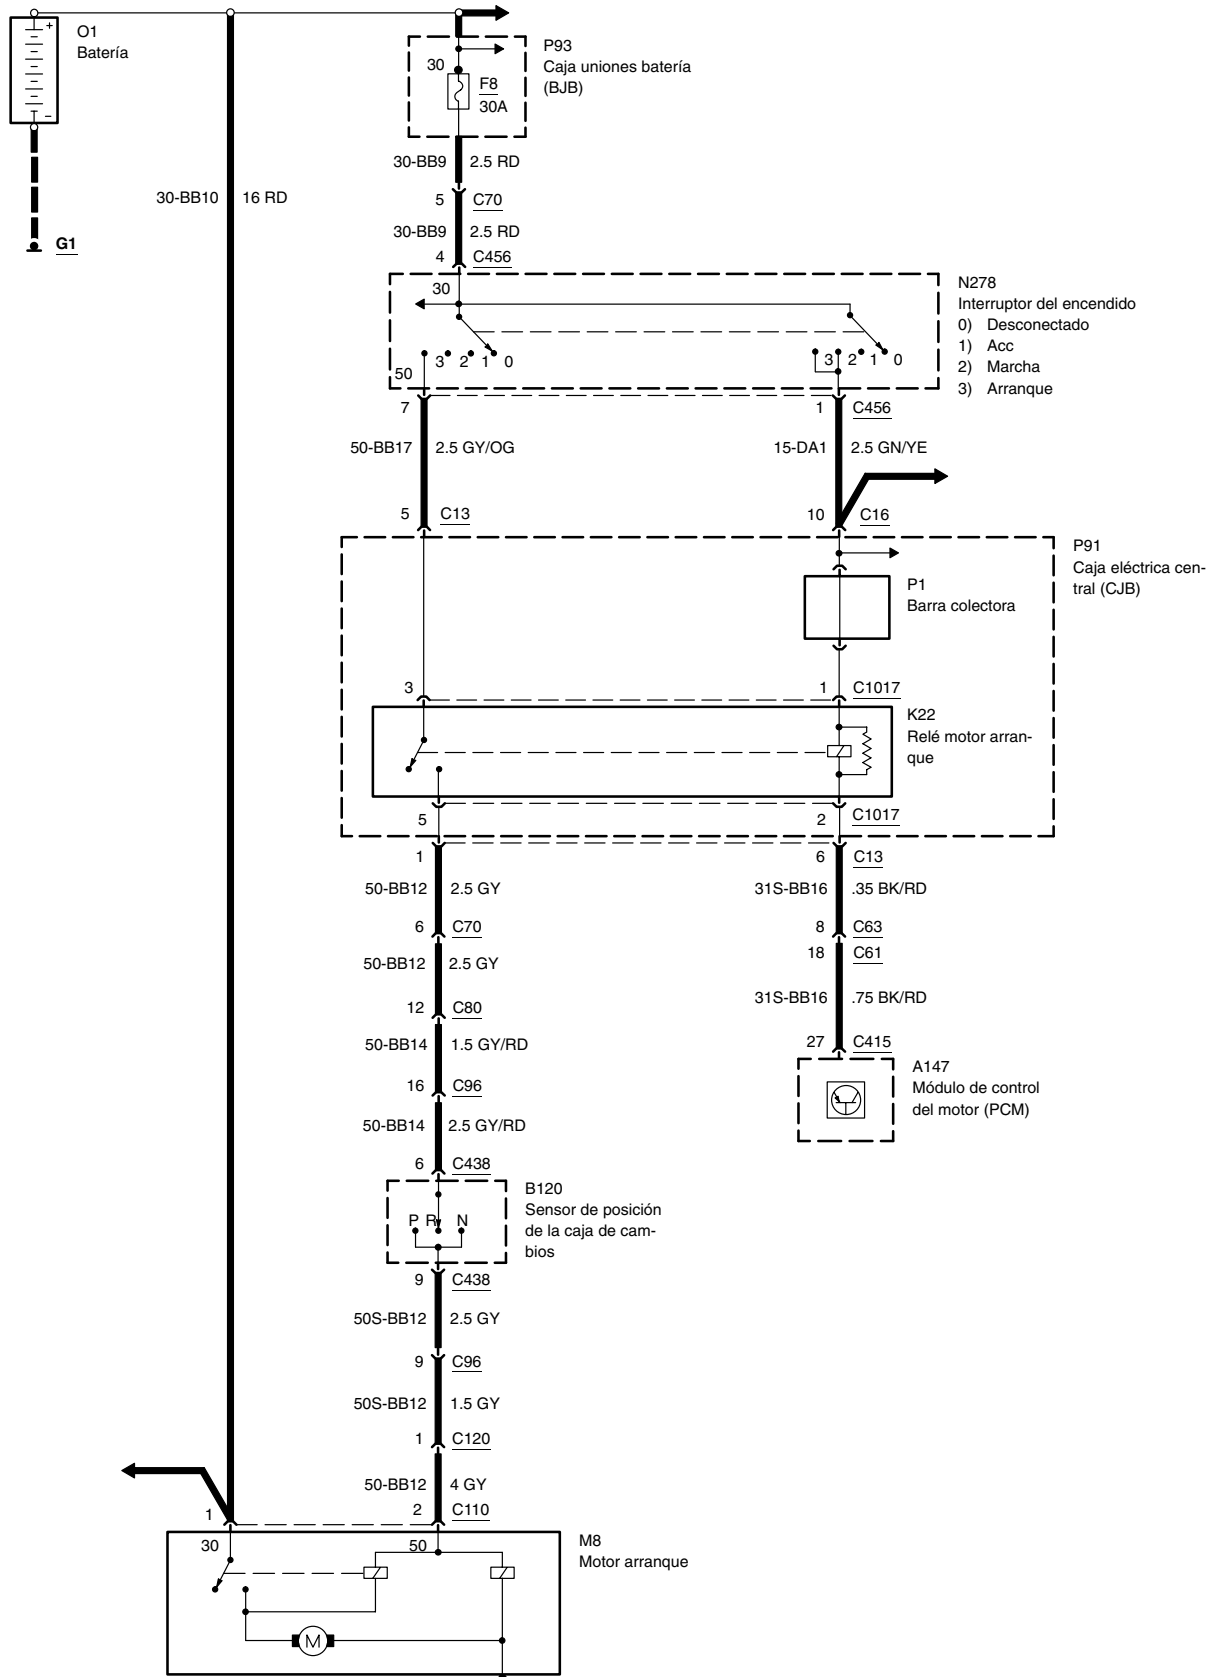 +
O1
Batería
-
G1
30-BB10 16 RD
P93
Caja uniones batería
(BJB)
30
F8
30A
30-BB9 2.5 RD
5 C70
30-BB9 2.5 RD
4 C456
30
N278
Interruptor del encendido
0) Desconectado
1) Acc
2) Marcha
3) Arranque
3 2 1 0
3 2 1 0
50
7
1 C456
50-BB17 2.5 GY/OG
15-DA1 2.5 GN/YE
5 C13
10 C16
P91
Caja eléctrica cen-
tral (CJB)
P1
Barra colectora
3
1 C1017
K22
Relé motor arran-
que
5
2 C1017
1
6 C13
50-BB12 2.5 GY
31S-BB16 .35 BK/RD
6 C70
8 C63
18 C61
50-BB12 2.5 GY
31S-BB16 .75 BK/RD
12 C80
27 C415
50-BB14 1.5 GY/RD
A147
Módulo de control
del motor (PCM)
16 C96
50-BB14 2.5 GY/RD
6 C438
B120
Sensor de posición
de la caja de cam-
bios
P R N
9 C438
50S-BB12 2.5 GY
9 C96
50S-BB12 1.5 GY
1 C120
50-BB12 4 GY
1
2 C110
30
50
M8
Motor arranque
M